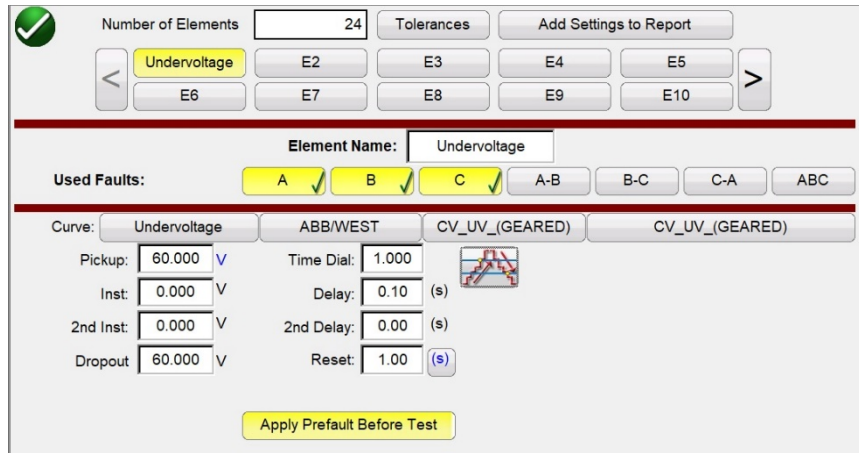 Number of Elements 24 Tolerances Add Settings to Report
< Undervoltage E2 E3 E4 E5 >
E6 E7 E8 E9 E10
Element Name: Undervoltage
Used Faults: A B C A-B B-C C-A ABC
Curve: Undervoltage ABB/WEST CV_UV_(GEARED) CV_UV_(GEARED)
Pickup: 60.000 V Time Dial: 1.000
Inst: 0.000 V Delay: 0.10 (s)
2nd Inst: 0.000 V 2nd Delay: 0.00 (s)
Dropout 60.000 V Reset: 1.00 (s)
Apply Prefault Before Test